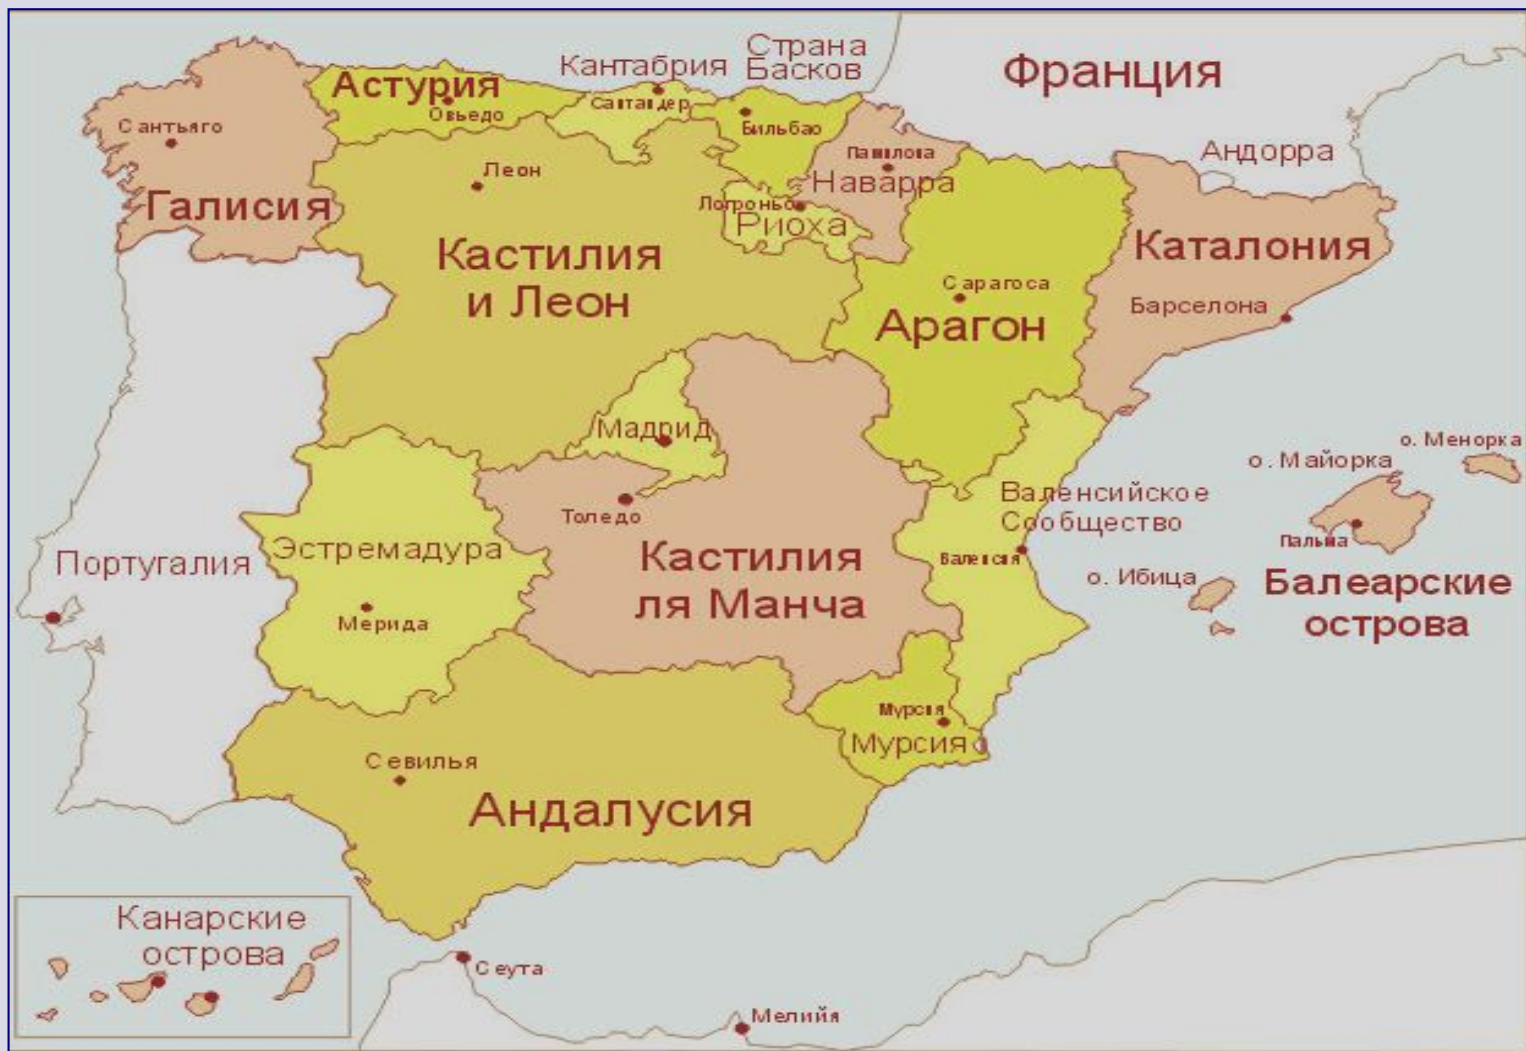 Страна
Басков
Кантабрия
Франция
Астурия
Овьедо
Сантандер
Бильбао
Сантьяго
Памплона
Андорра
Леон
Наварра
Галисия
Логроньо
Риоха
Кастилия
и Леон
Каталония
Сарагоса
Арагон
Барселона
Мадрид
о. Менорка
о. Майорка
Валенсийское
Сообщество
Толедо
Пальма
Португалия
Эстремадура
Кастилия
ля Манча
Валенсия
о. Ибица
Балеарские
острова
Мерида
Мурсия
Мурсия
Севилья
Андалусия
Канарские
острова
Сеута
Мелийя